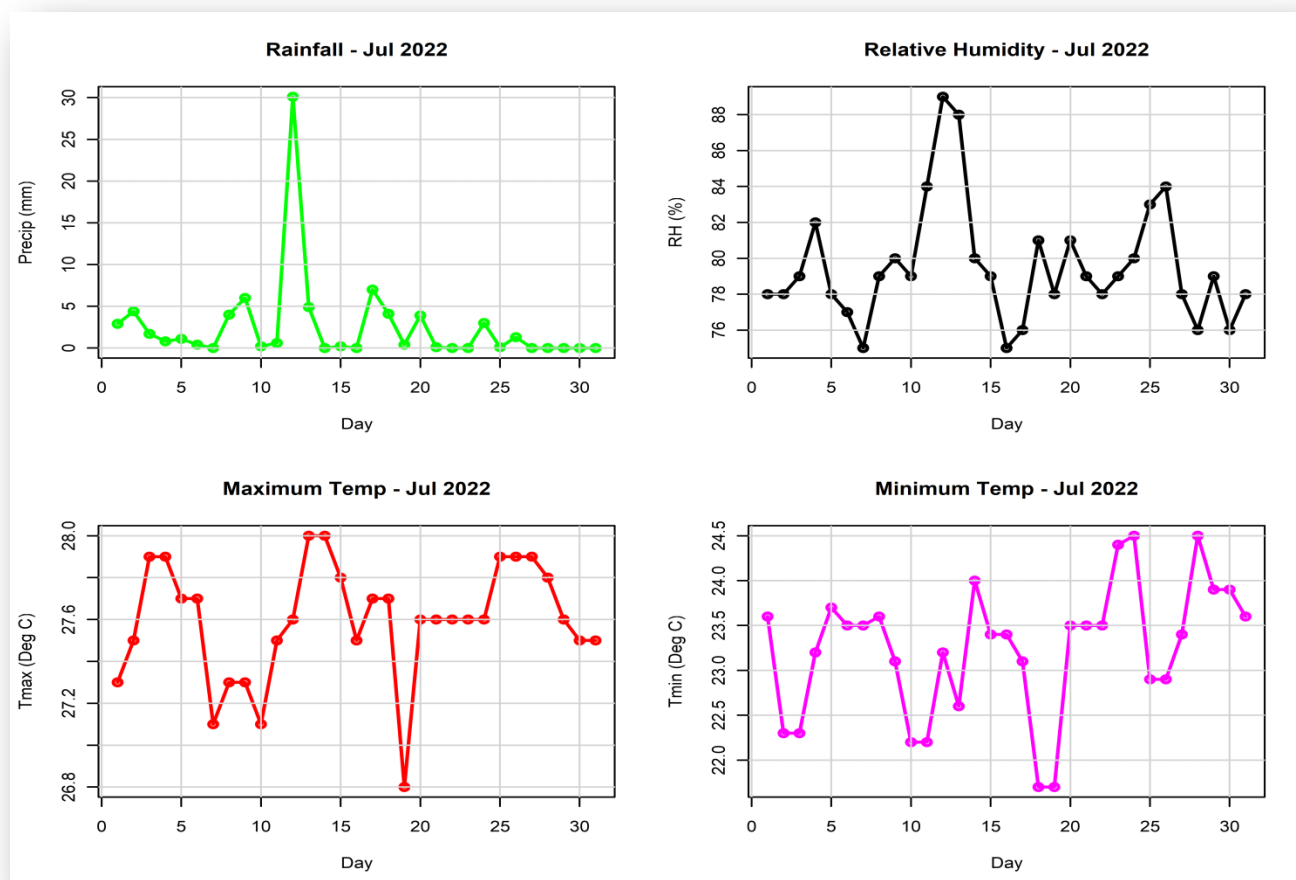 Rainfall - Jul 2022
Precip (mm)
30
25
20
15
10
5
0
0 5 10 15 20 25 30
Day
Relative Humidity - Jul 2022
RH (%)
88
86
84
82
80
78
76
0 5 10 15 20 25 30
Day
Maximum Temp - Jul 2022
Tmax (Deg C)
28.0
27.6
27.2
26.8
0 5 10 15 20 25 30
Day
Minimum Temp - Jul 2022
Tmin (Deg C)
24.5
24.0
23.5
23.0
22.5
22.0
0 5 10 15 20 25 30
Day